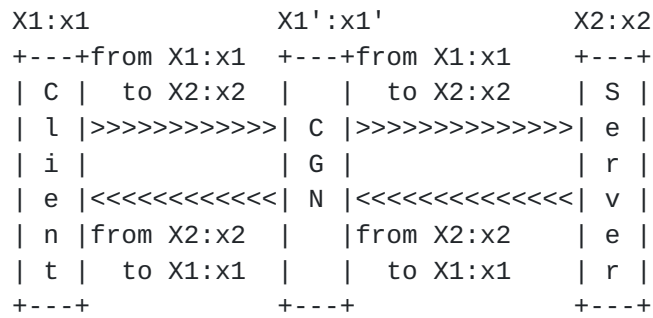 X1:x1            X1':x1'             X2:x2
+---+from X1:x1  +---+from X1:x1    +---+
| C |  to X2:x2  |   |  to X2:x2    | S |
| l |>>>>>>>>>>>>| C |>>>>>>>>>>>>>>| e |
| i |            | G |              | r |
| e |<<<<<<<<<<<<| N |<<<<<<<<<<<<<<| v |
| n |from X2:x2  |   |from X2:x2    | e |
| t |  to X1:x1  |   |  to X1:x1    | r |
+---+            +---+              +---+